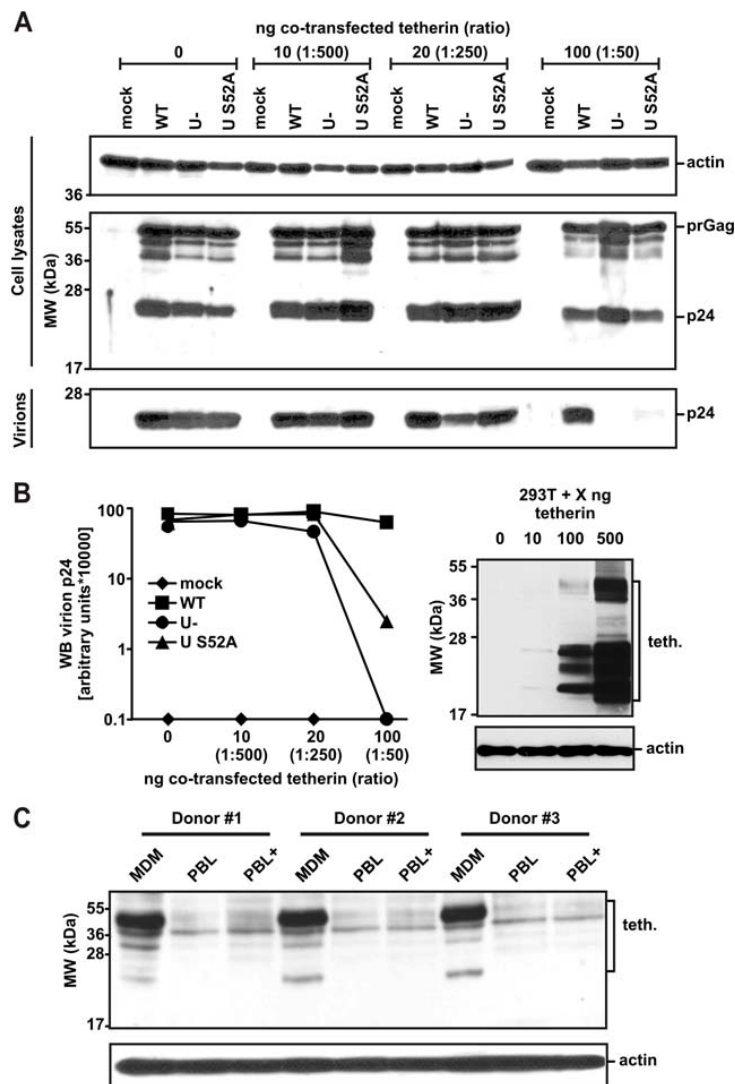 A
ng co-transfected tetherin (ratio)
0 10 (1:500) 20 (1:250) 100 (1:50)
mock WT U- U S52A mock WT U- U S52A mock WT U- U S52A mock WT U- U S52A
actin
36
Cell lysates
MW (kDa)
55
prGag
36
28
p24
17
Virions
28
p24
B
WB virion p24
[arbitrary units*10000]
100
10
1
0.1
mock
WT
U-
U S52A
0 10 20 100
(1:500) (1:250) (1:50)
ng co-transfected tetherin (ratio)
293T + X ng
tetherin
0 10 100 500
MW (kDa)
55
36
28
17
teth.
actin
C
Donor #1 Donor #2 Donor #3
MDM PBL PBL+ MDM PBL PBL+ MDM PBL PBL+
MW (kDa)
55
36
28
17
teth.
actin